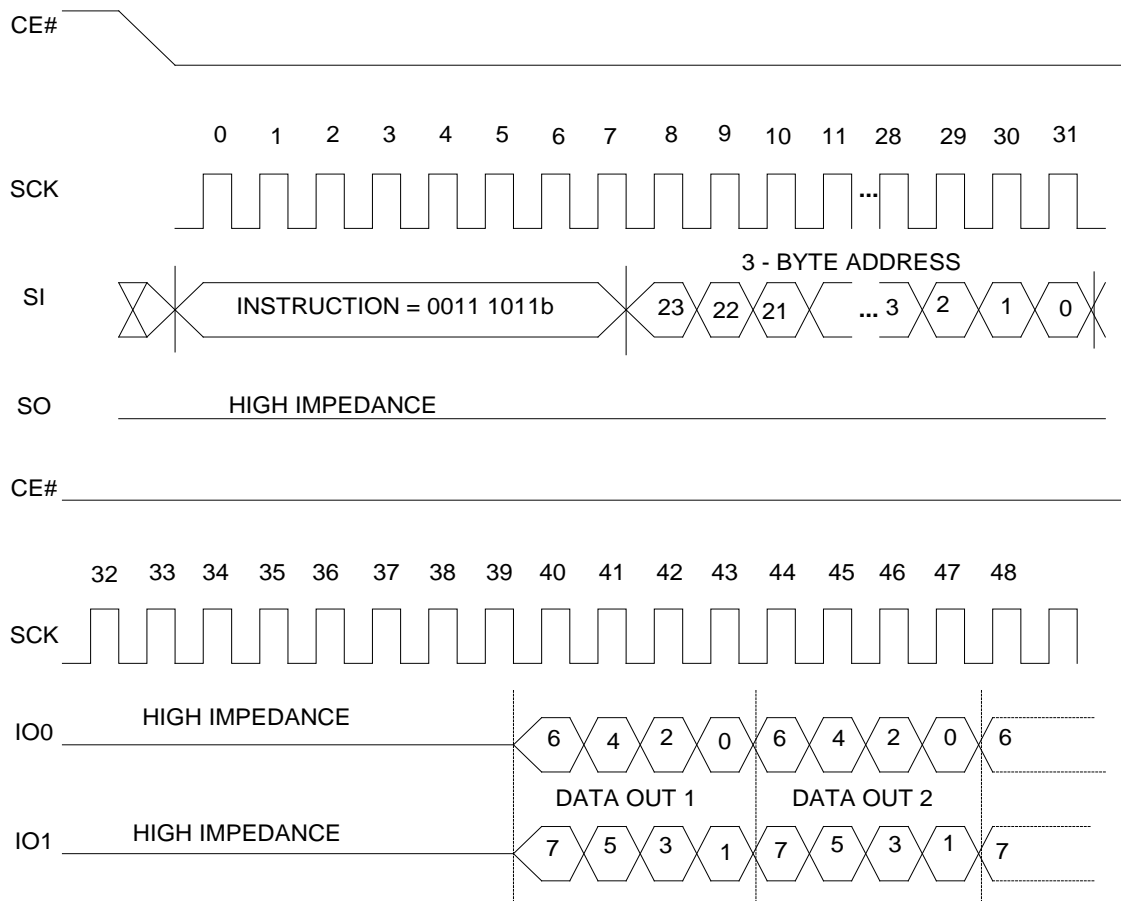 CE#
0 1 2 3 4 5 6 7 8 9 10 11 28 29 30 31
SCK
...
3 - BYTE ADDRESS
SI
INSTRUCTION = 0011 1011b
23 22 21 ... 3 2 1 0
SO
HIGH IMPEDANCE
CE#
32 33 34 35 36 37 38 39 40 41 42 43 44 45 46 47 48
SCK
HIGH IMPEDANCE
IO0
6 4 2 0 6 4 2 0 6
DATA OUT 1 DATA OUT 2
HIGH IMPEDANCE
IO1
7 5 3 1 7 5 3 1 7